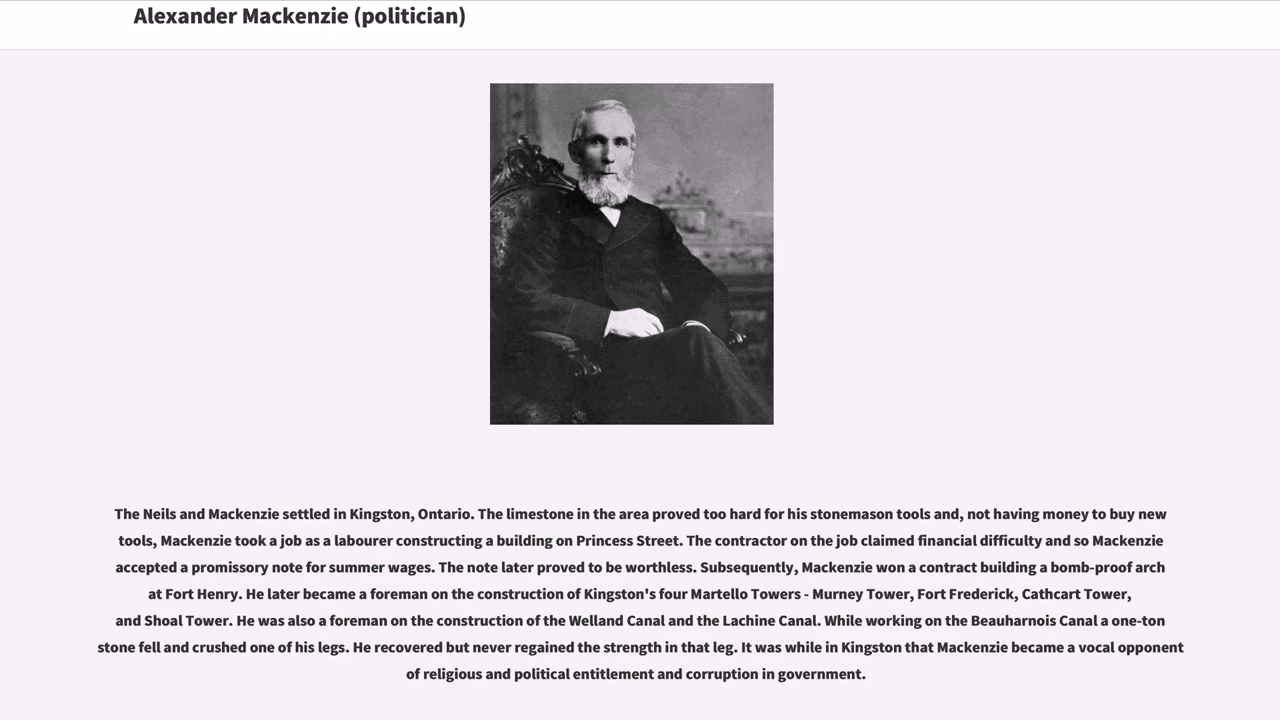 Alexander Mackenzie (politician)
The Neils and Mackenzie settled in Kingston, Ontario. The limestone in the area proved too hard for his stonemason tools and, not having money to buy new
tools, Mackenzie took a job as a labourer constructing a building on Princess Street. The contractor on the job claimed financial difficulty and so Mackenzie
accepted a promissory note for summer wages. The note later proved to be worthless. Subsequently, Mackenzie won a contract building a bomb-proof arch
at Fort Henry. He later became a foreman on the construction of Kingston's four Martello Towers - Murney Tower, Fort Frederick, Cathcart Tower,
and Shoal Tower. He was also a foreman on the construction of the Welland Canal and the Lachine Canal. While working on the Beauharnois Canal a one-ton
stone fell and crushed one of his legs. He recovered but never regained the strength in that leg. It was while in Kingston that Mackenzie became a vocal opponent
of religious and political entitlement and corruption in government.